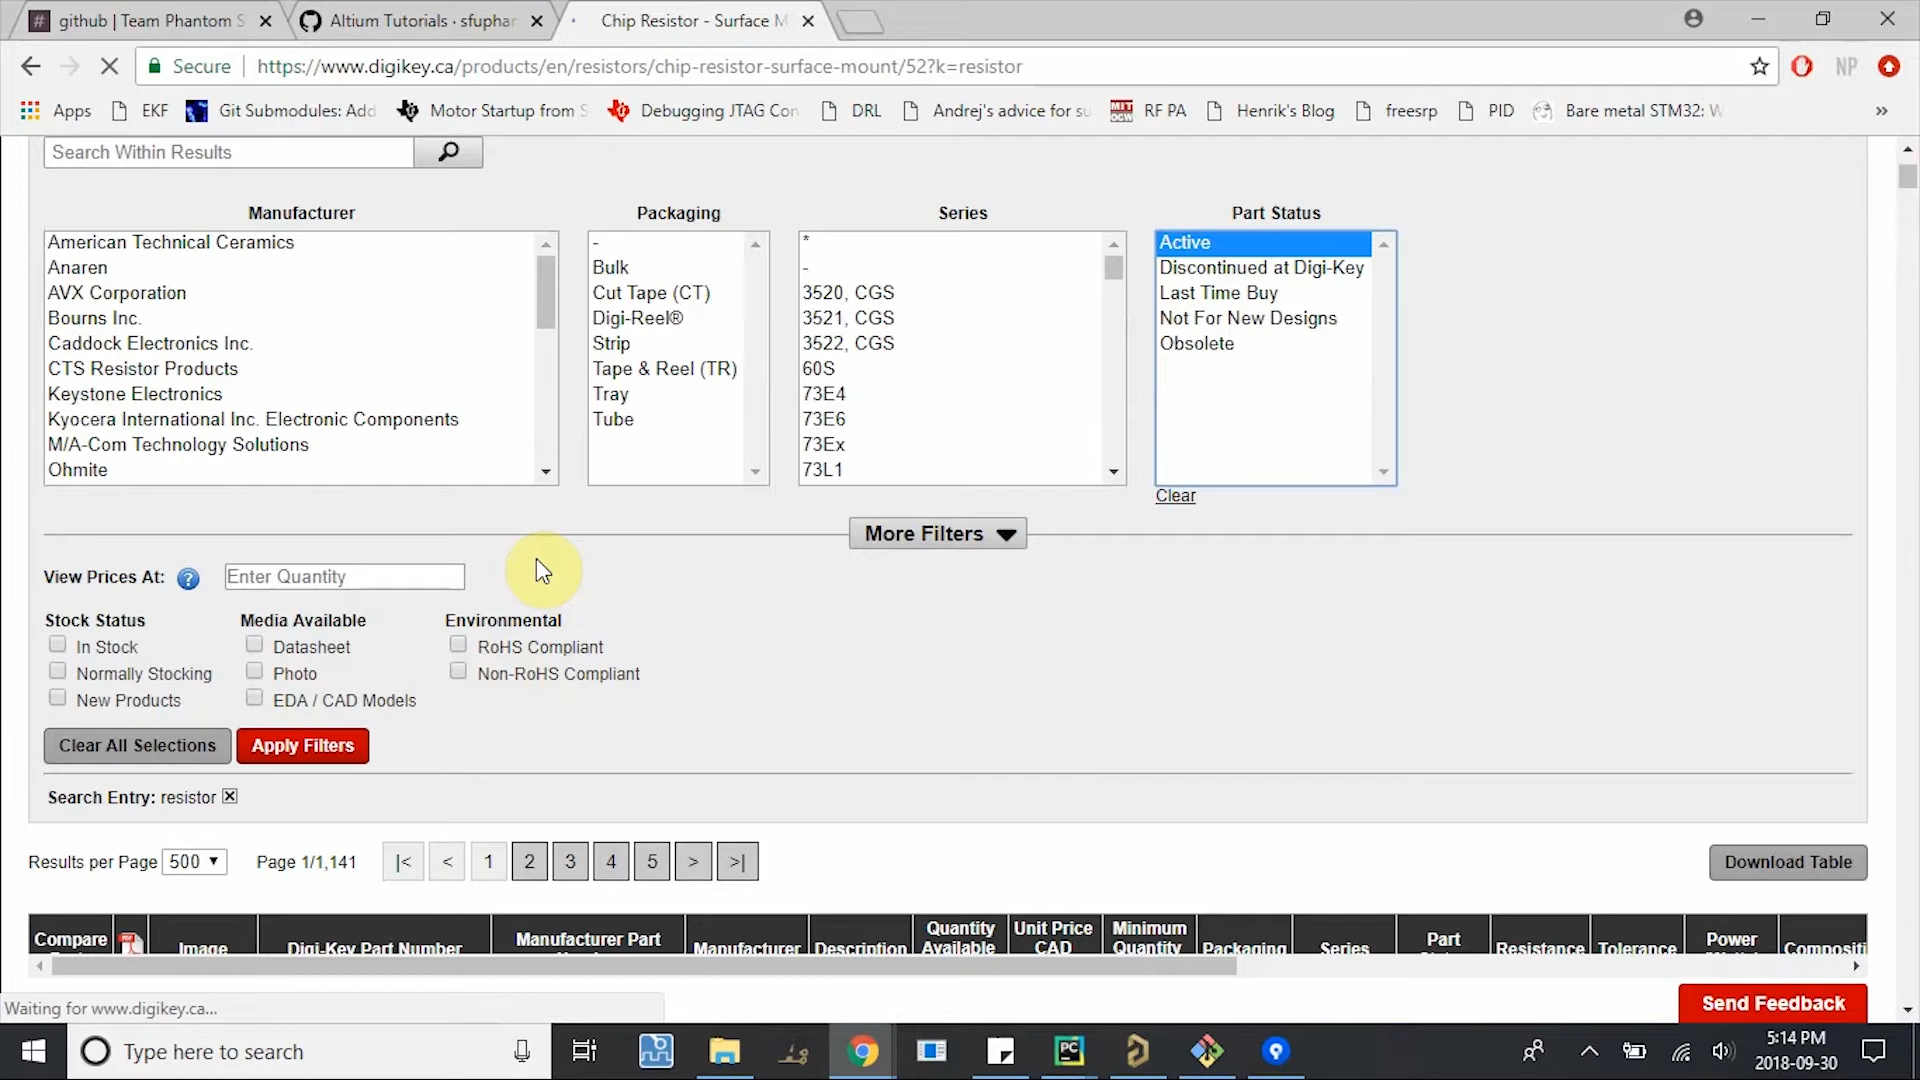 github | Team Phantom S
Altium Tutorials · sfuphan
Chip Resistor - Surface M
Secure
https://www.digikey.ca/products/en/resistors/chip-resistor-surface-mount/52?k=resistor
NP
Apps
EKF
Git Submodules: Add
Motor Startup from S
Debugging JTAG Con
DRL
Andrej's advice for su
RF PA
Henrik's Blog
freesrp
PID
Bare metal STM32: W
»
Search Within Results
Manufacturer
American Technical Ceramics
Anaren
AVX Corporation
Bourns Inc.
Caddock Electronics Inc.
CTS Resistor Products
Keystone Electronics
Kyocera International Inc. Electronic Components
M/A-Com Technology Solutions
Ohmite
Packaging
-
Bulk
Cut Tape (CT)
Digi-Reel®
Strip
Tape & Reel (TR)
Tray
Tube
Series
*
-
3520, CGS
3521, CGS
3522, CGS
60S
73E4
73E6
73Ex
73L1
Part Status
Active
Discontinued at Digi-Key
Last Time Buy
Not For New Designs
Obsolete
Clear
More Filters
View Prices At:
Enter Quantity
Stock Status
In Stock
Normally Stocking
New Products
Media Available
Datasheet
Photo
EDA / CAD Models
Environmental
RoHS Compliant
Non-RoHS Compliant
Clear All Selections
Apply Filters
Search Entry: resistor
Results per Page 500
Page 1/1,141
|< < 1 2 3 4 5 > >|
Download Table
Compare
Image
Digi-Key Part Number
Manufacturer Part
Manufacturer
Description
Quantity
Available
Unit Price
CAD
Minimum
Quantity
Packaging
Series
Part
Resistance
Tolerance
Power
Compositi
Send Feedback
Waiting for www.digikey.ca...
Type here to search
5:14 PM
2018-09-30